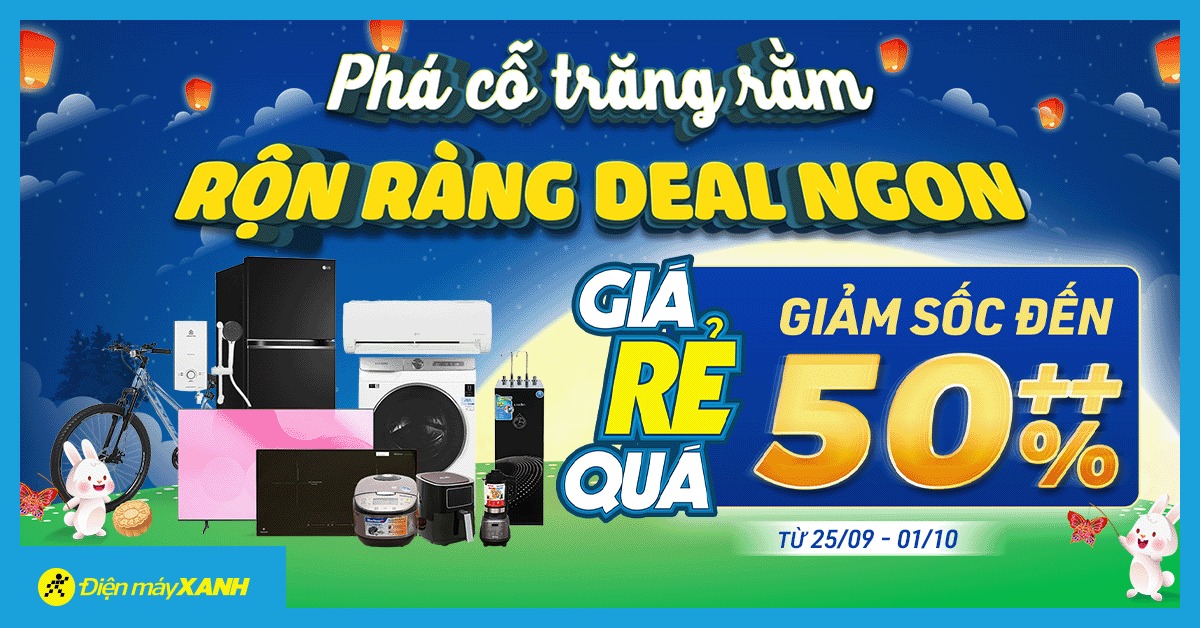 Phá cỗ trăng rằm
RỘN RÀNG DEAL NGON
GIÁ
RẺ
QUÁ
GIẢM SỐC ĐẾN
50++%
TỪ 25/09 - 01/10
Điện máyXANH
LG